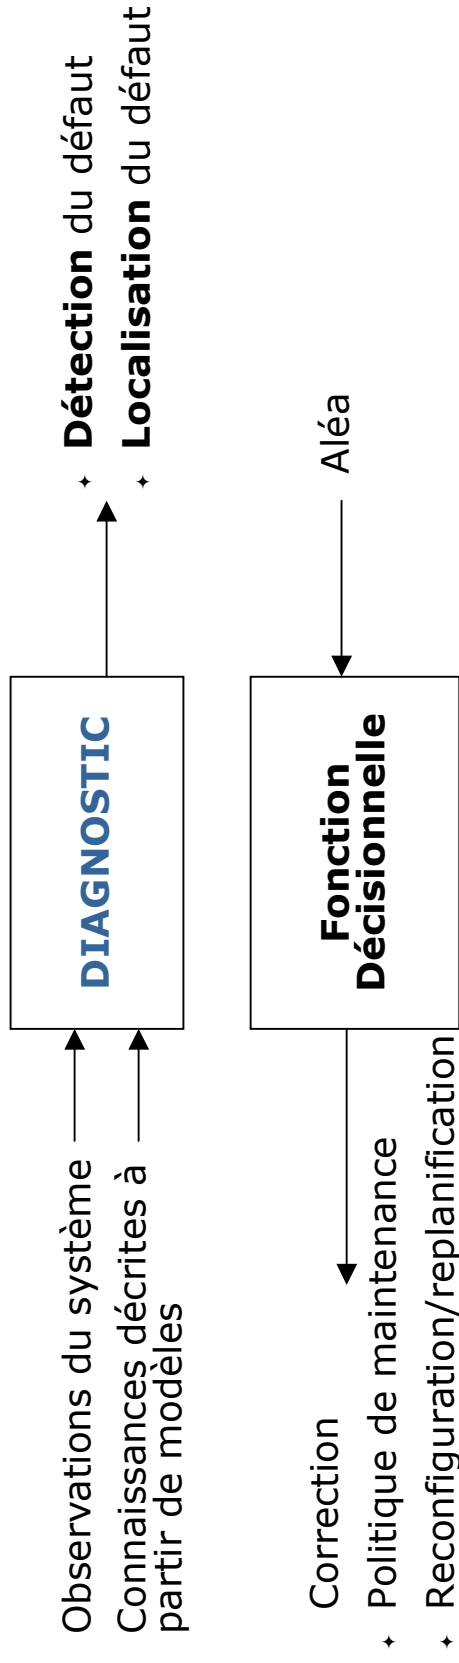 Observations du système
Connaissances décrites à
partir de modèles
DIAGNOSTIC
✦ Détection du défaut
✦ Localisation du défaut
Correction
✦ Politique de maintenance
✦ Reconfiguration/replanification
Fonction
Décisionnelle
Aléa